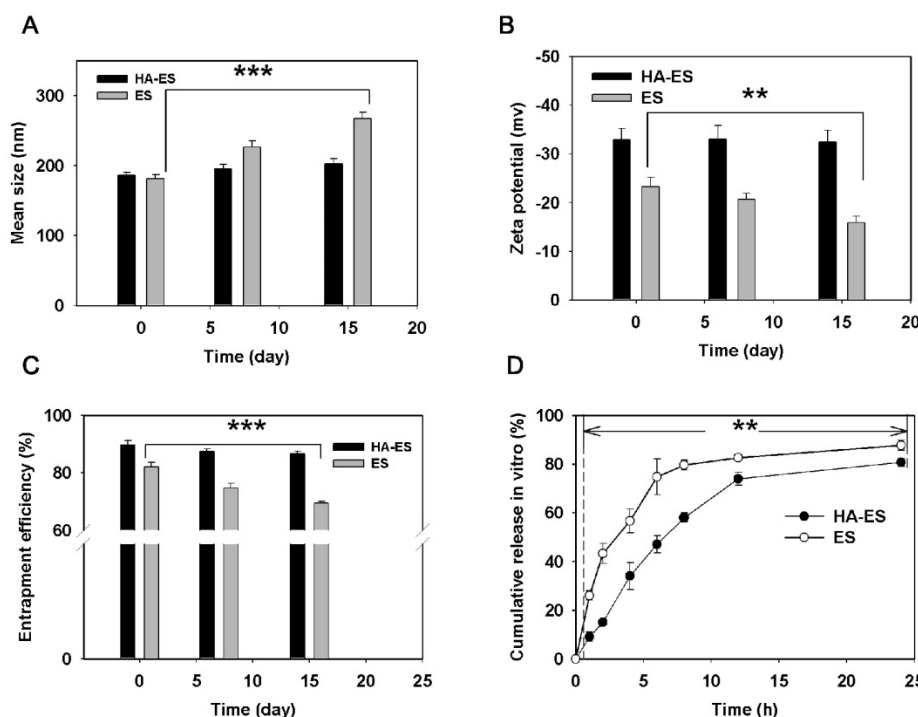 A
***
HA-ES
ES
300
200
100
0
Mean size (nm)
0 5 10 15 20
Time (day)
B
**
HA-ES
ES
-50
-40
-30
-20
-10
0
Zeta potential (mv)
0 5 10 15 20
Time (day)
C
***
HA-ES
ES
100
80
60
0
Entrapment efficiency (%)
0 5 10 15 20 25
Time (day)
D
**
HA-ES
ES
100
80
60
40
20
0
Cumulative release in vitro (%)
0 5 10 15 20 25
Time (h)